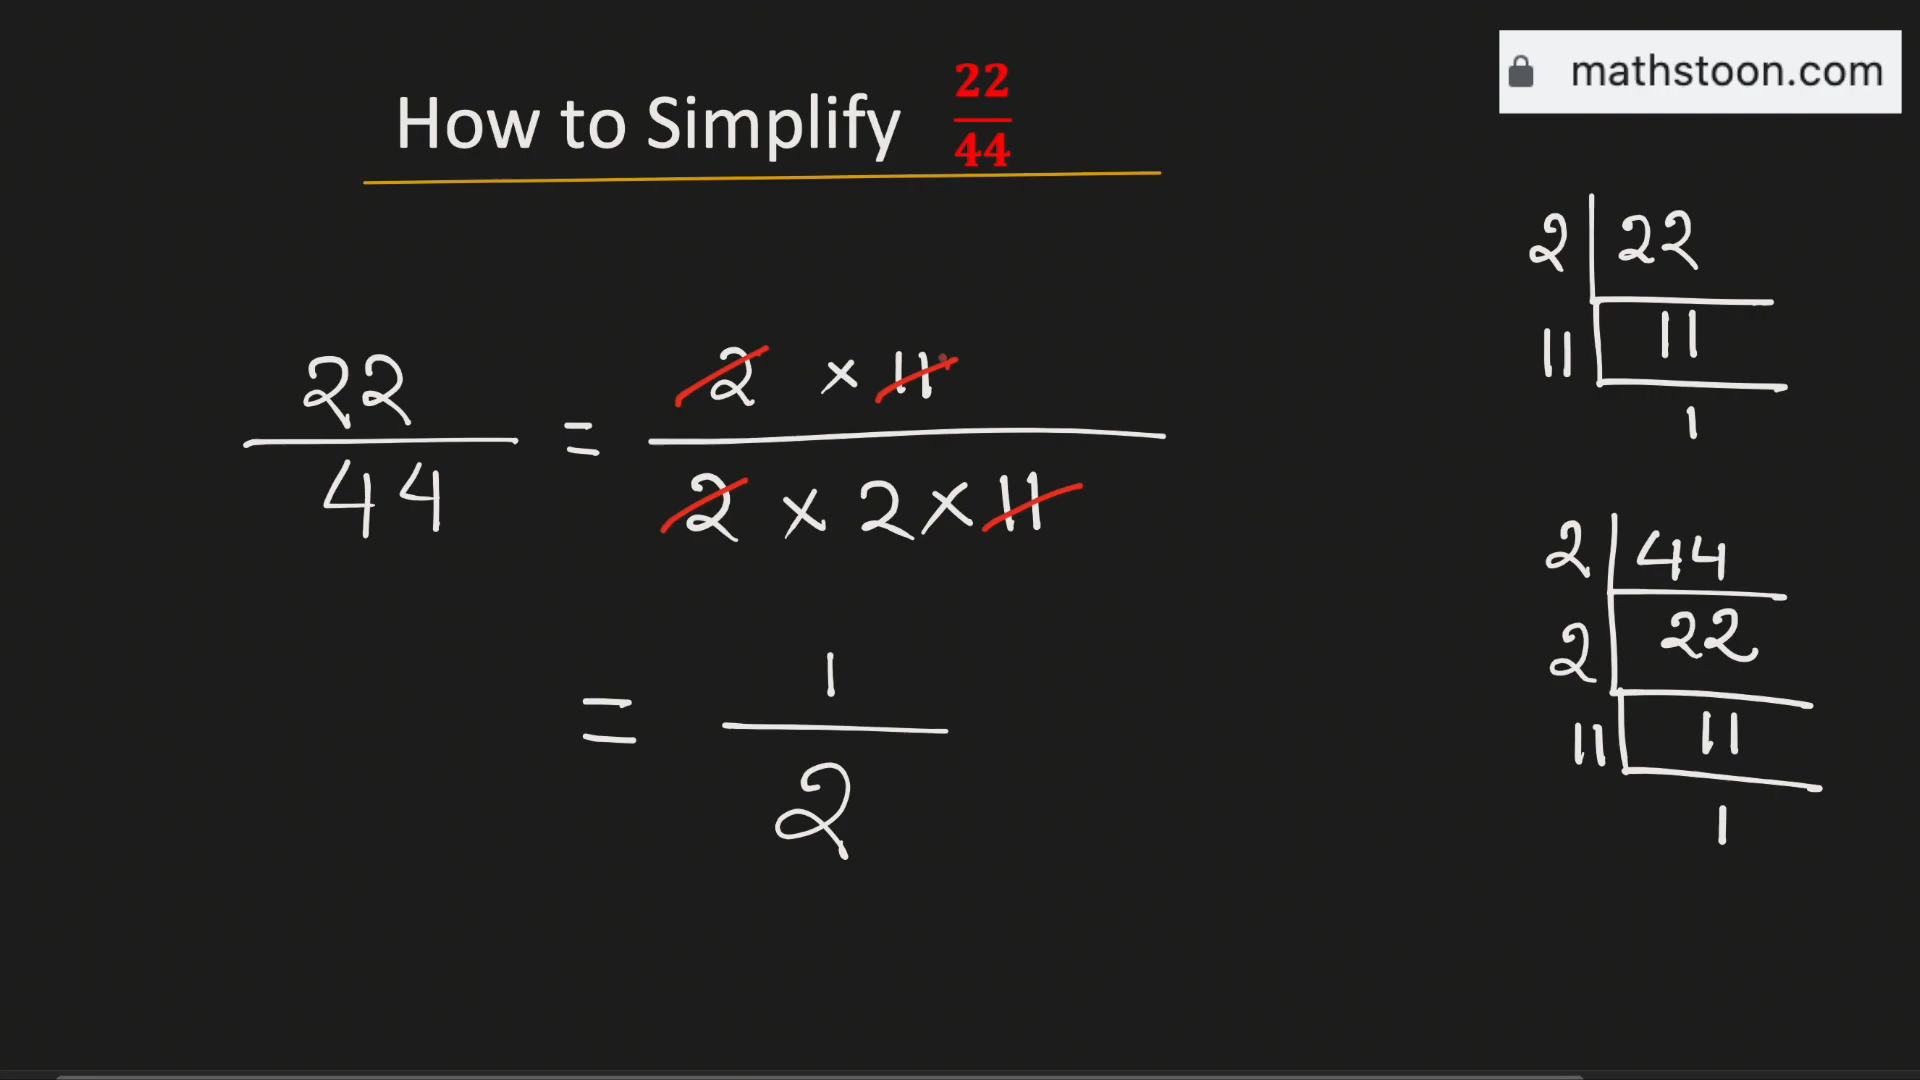 mathstoon.com
How to Simplify 22/44
22/44 = 2 × 11 / 2 × 2 × 11
= 1/2
2 | 22
11 | 11
1
2 | 44
2 | 22
11 | 11
1